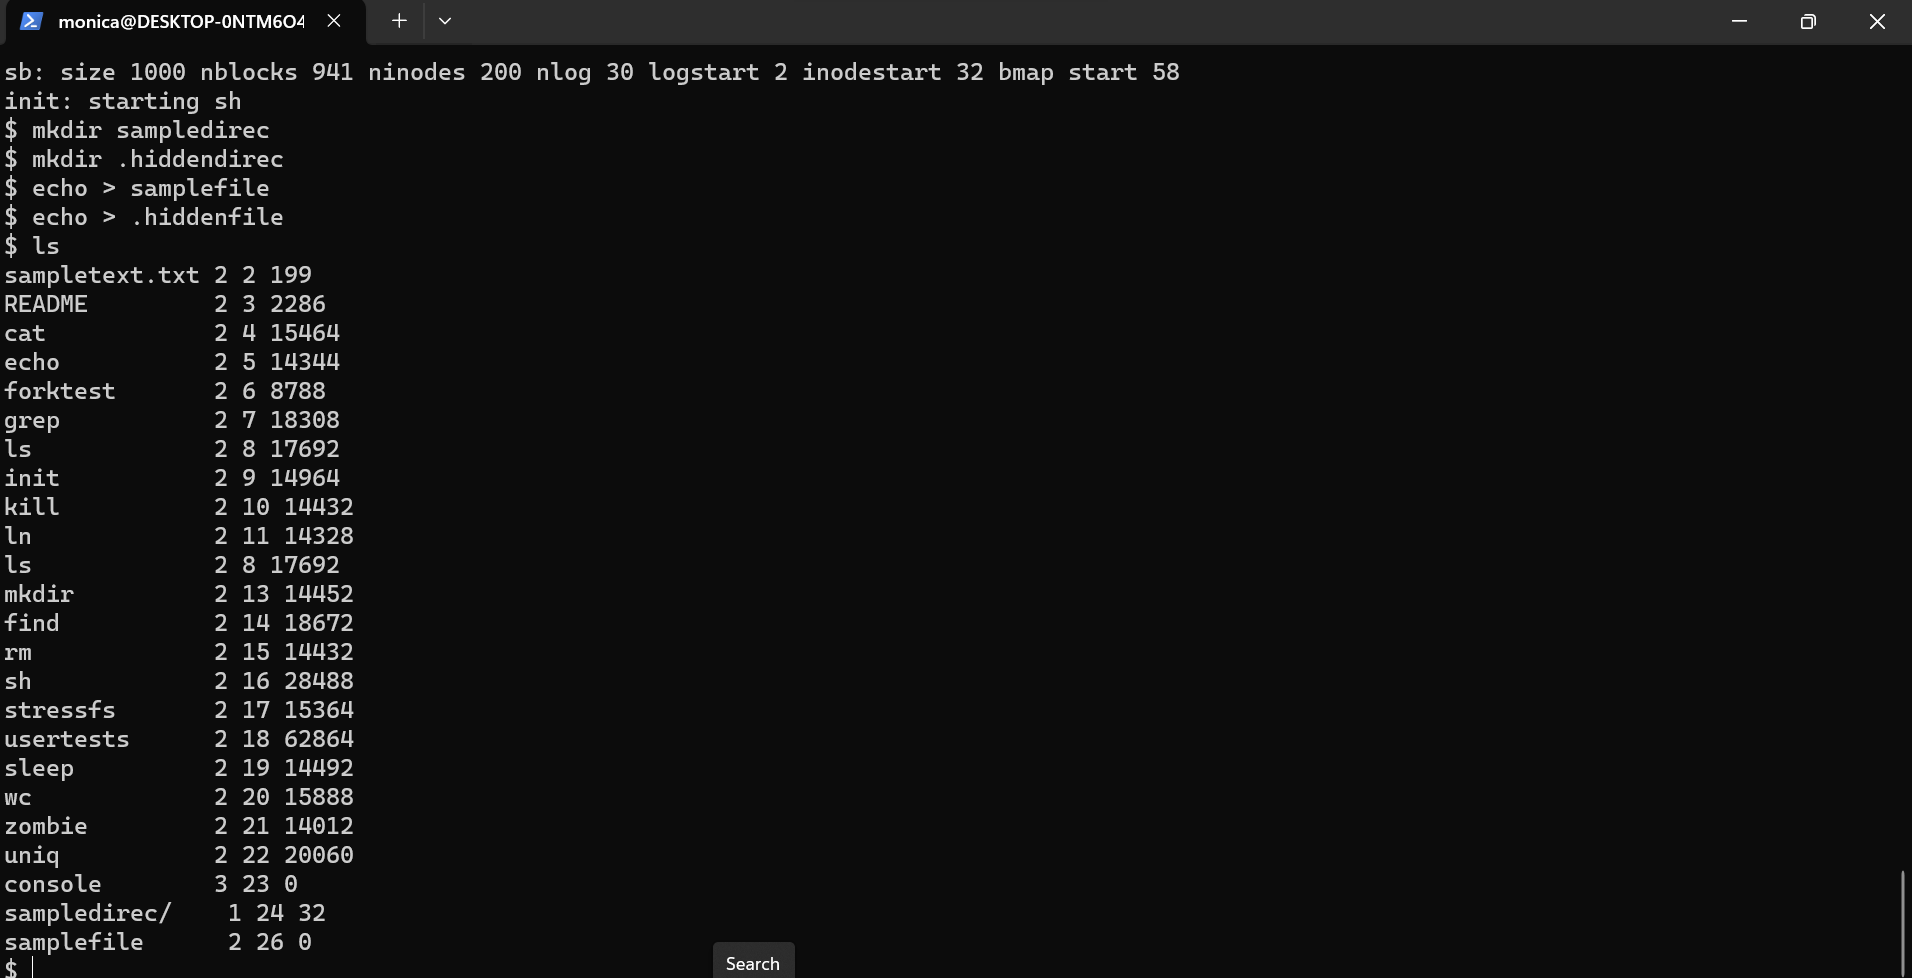 monica@DESKTOP-0NTM6O4
sb: size 1000 nblocks 941 ninodes 200 nlog 30 logstart 2 inodestart 32 bmap start 58
init: starting sh
$ mkdir sampledirec
$ mkdir .hiddendirec
$ echo > samplefile
$ echo > .hiddenfile
$ ls
sampletext.txt 2 2 199
README         2 3 2286
cat            2 4 15464
echo           2 5 14344
forktest       2 6 8788
grep           2 7 18308
ls             2 8 17692
init           2 9 14964
kill           2 10 14432
ln             2 11 14328
ls             2 8 17692
mkdir          2 13 14452
find           2 14 18672
rm             2 15 14432
sh             2 16 28488
stressfs       2 17 15364
usertests      2 18 62864
sleep          2 19 14492
wc             2 20 15888
zombie         2 21 14012
uniq           2 22 20060
console        3 23 0
sampledirec/    1 24 32
samplefile      2 26 0
$
Search